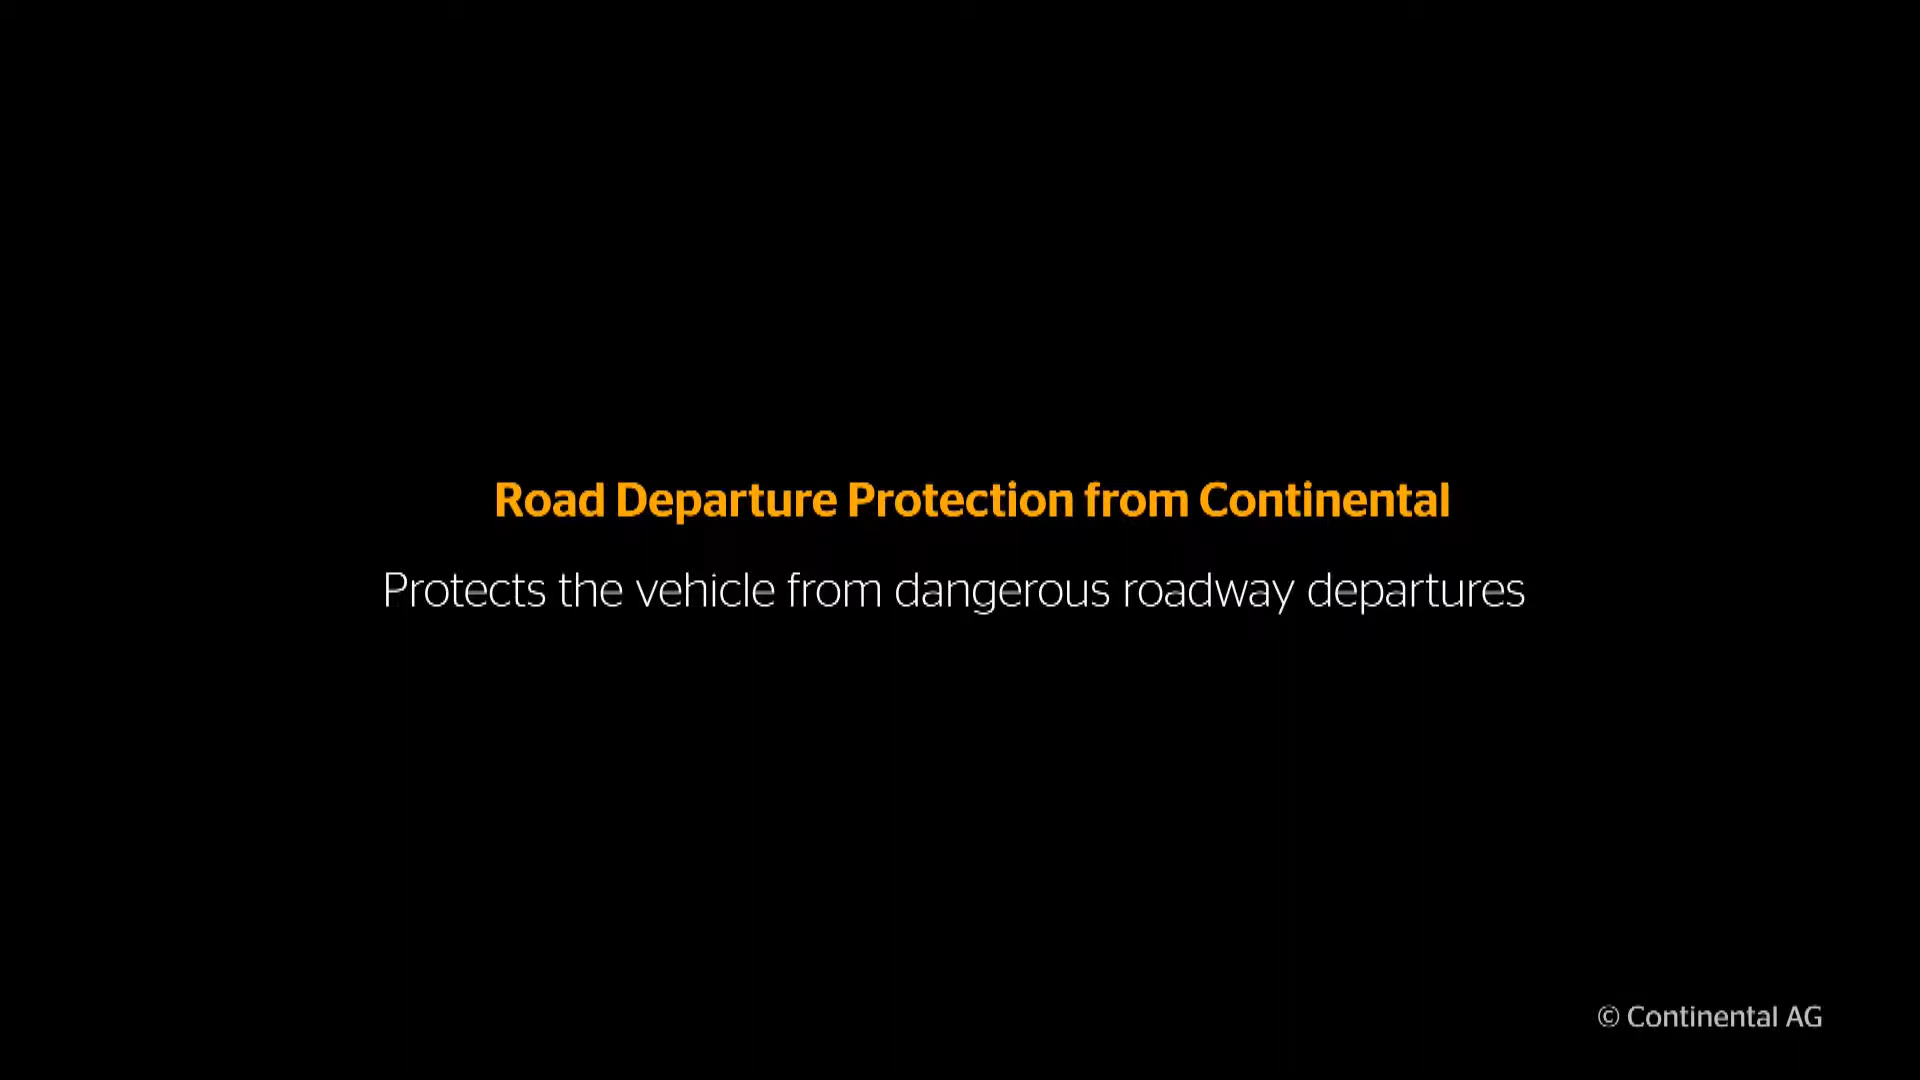 Road Departure Protection from Continental
Protects the vehicle from dangerous roadway departures
© Continental AG